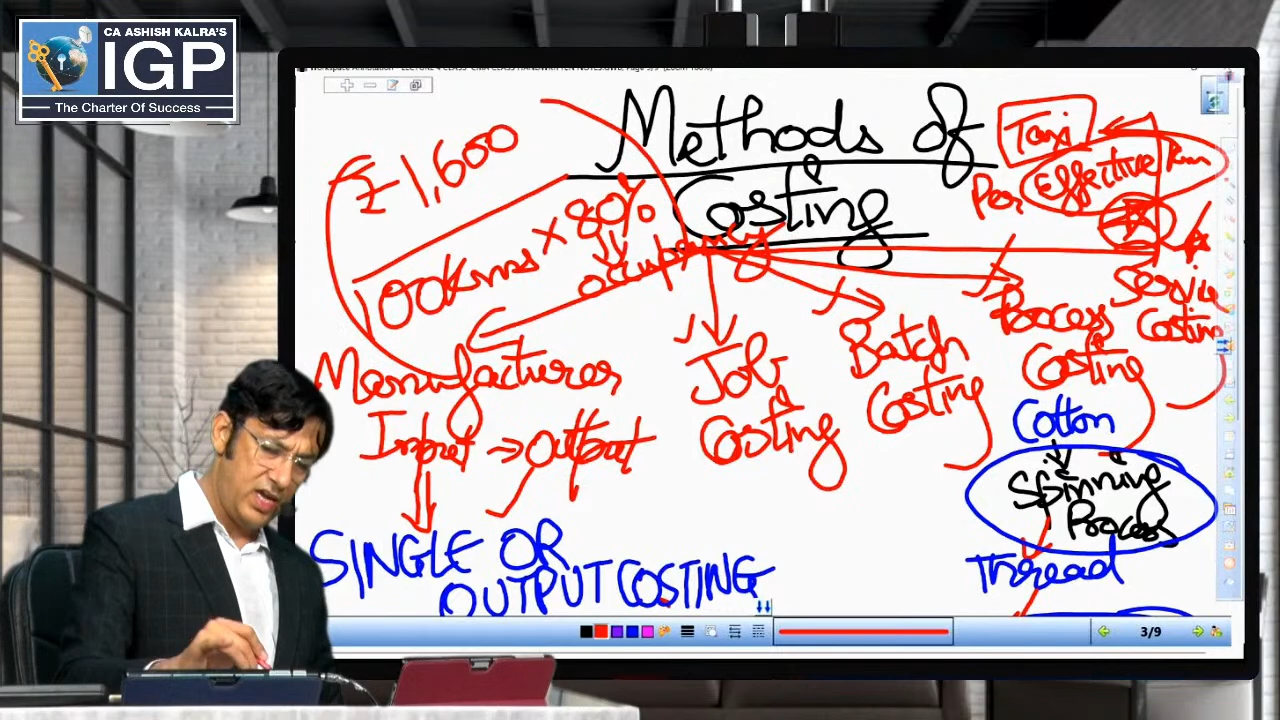 CA ASHISH KALRA'S
IGP
The Charter Of Success
Methods of
Costing
₹ 1,600
100Kms × 80%
occupancy
Taxi
Per Effective Km
Service
Costing
Manufacturer
Input → Output
SINGLE OR
OUTPUT COSTING
Job
Costing
Batch
Costing
Process
Costing
Cotton
Spinning
Process
Thread
3/9